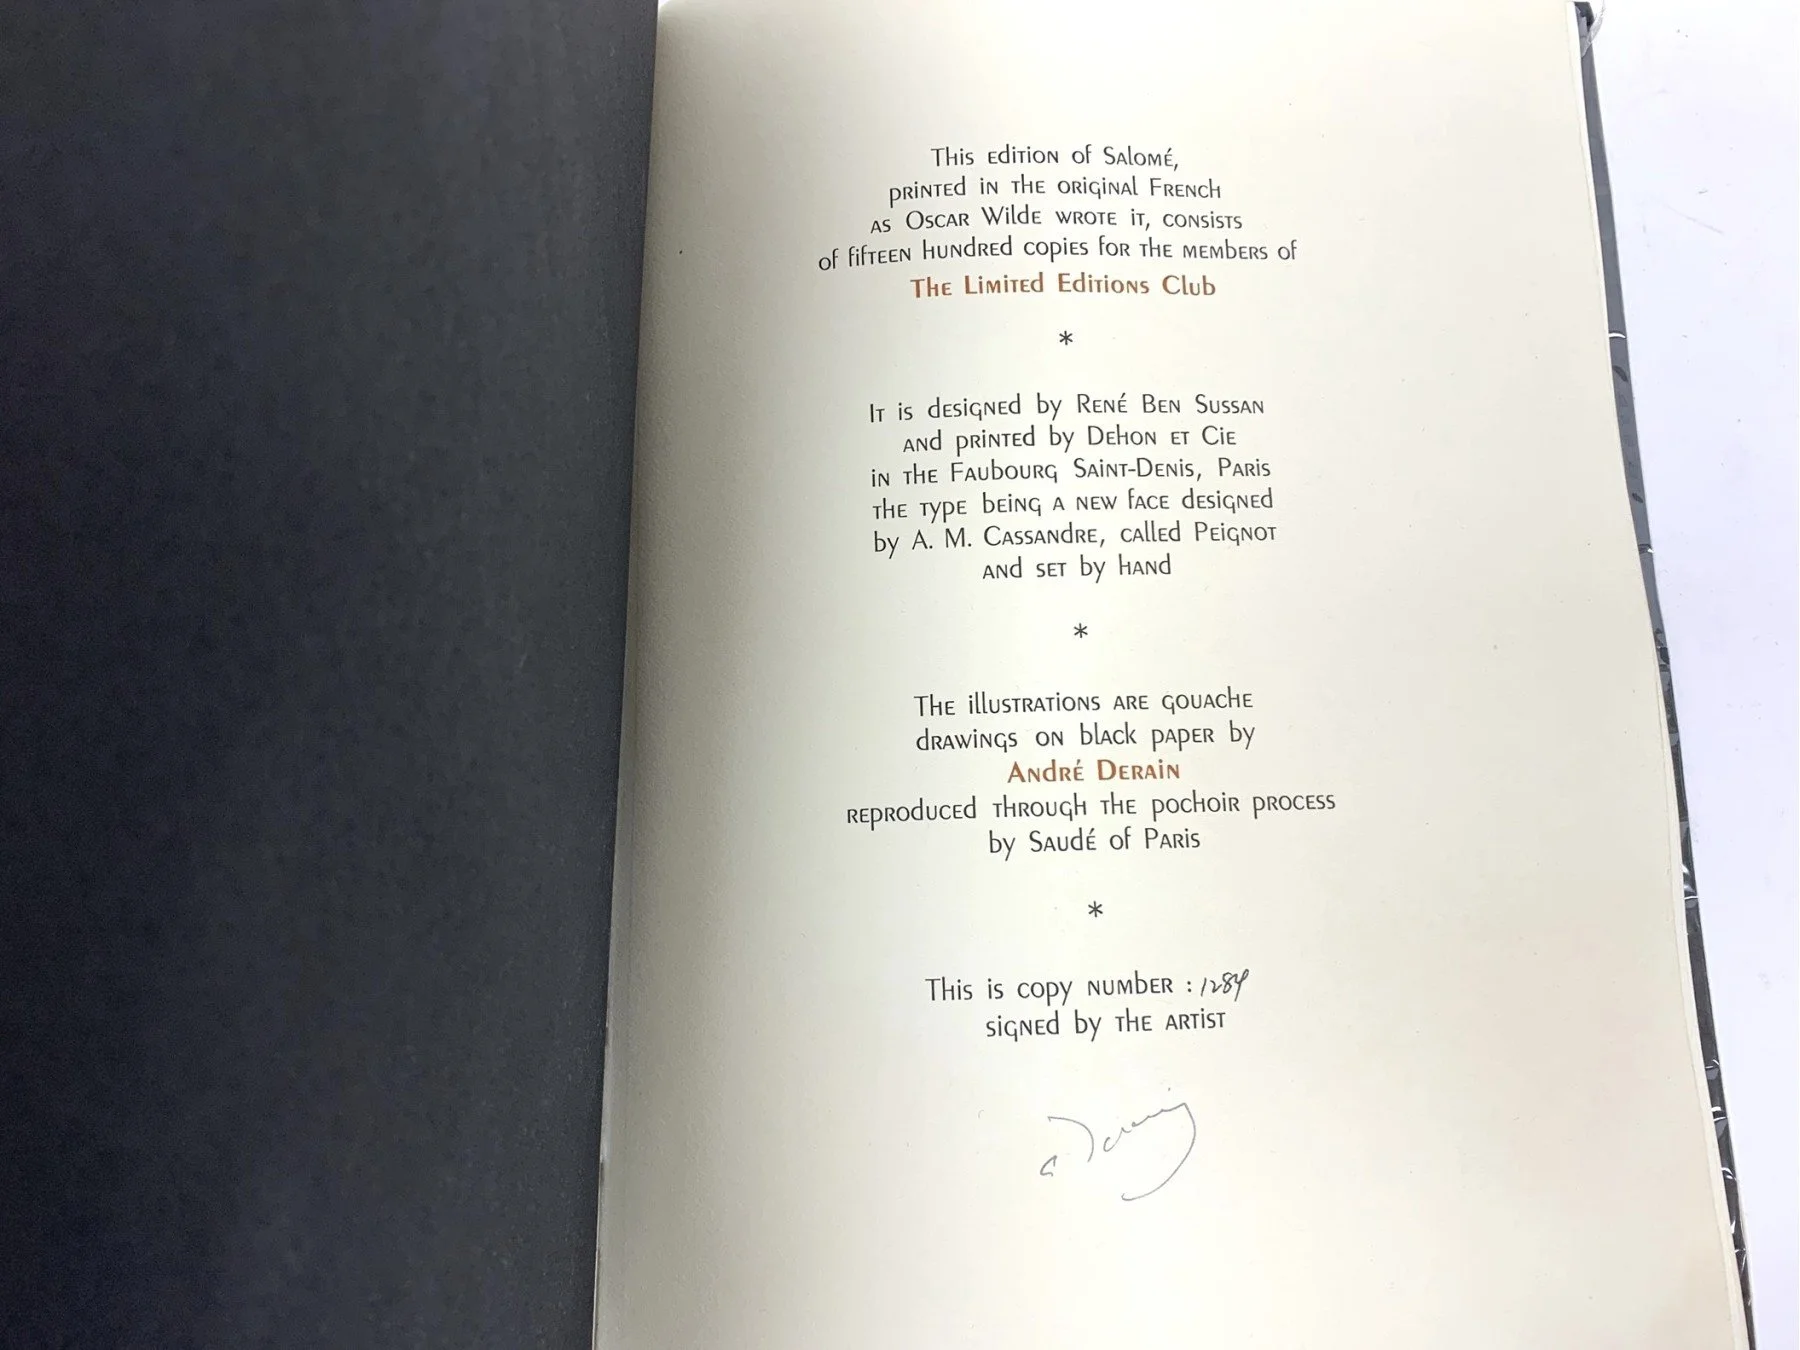 This edition of Salomé,
printed in the original French
as Oscar Wilde wrote it, consists
of fifteen hundred copies for the members of
The Limited Editions Club
*
It is designed by René Ben Sussan
and printed by Dehon et Cie
in the Faubourg Saint-Denis, Paris
the type being a new face designed
by A. M. Cassandre, called Peignot
and set by hand
*
The illustrations are gouache
drawings on black paper by
André Derain
reproduced through the pochoir process
by Saudé of Paris
*
This is copy number : 1284
signed by the artist
a Derain